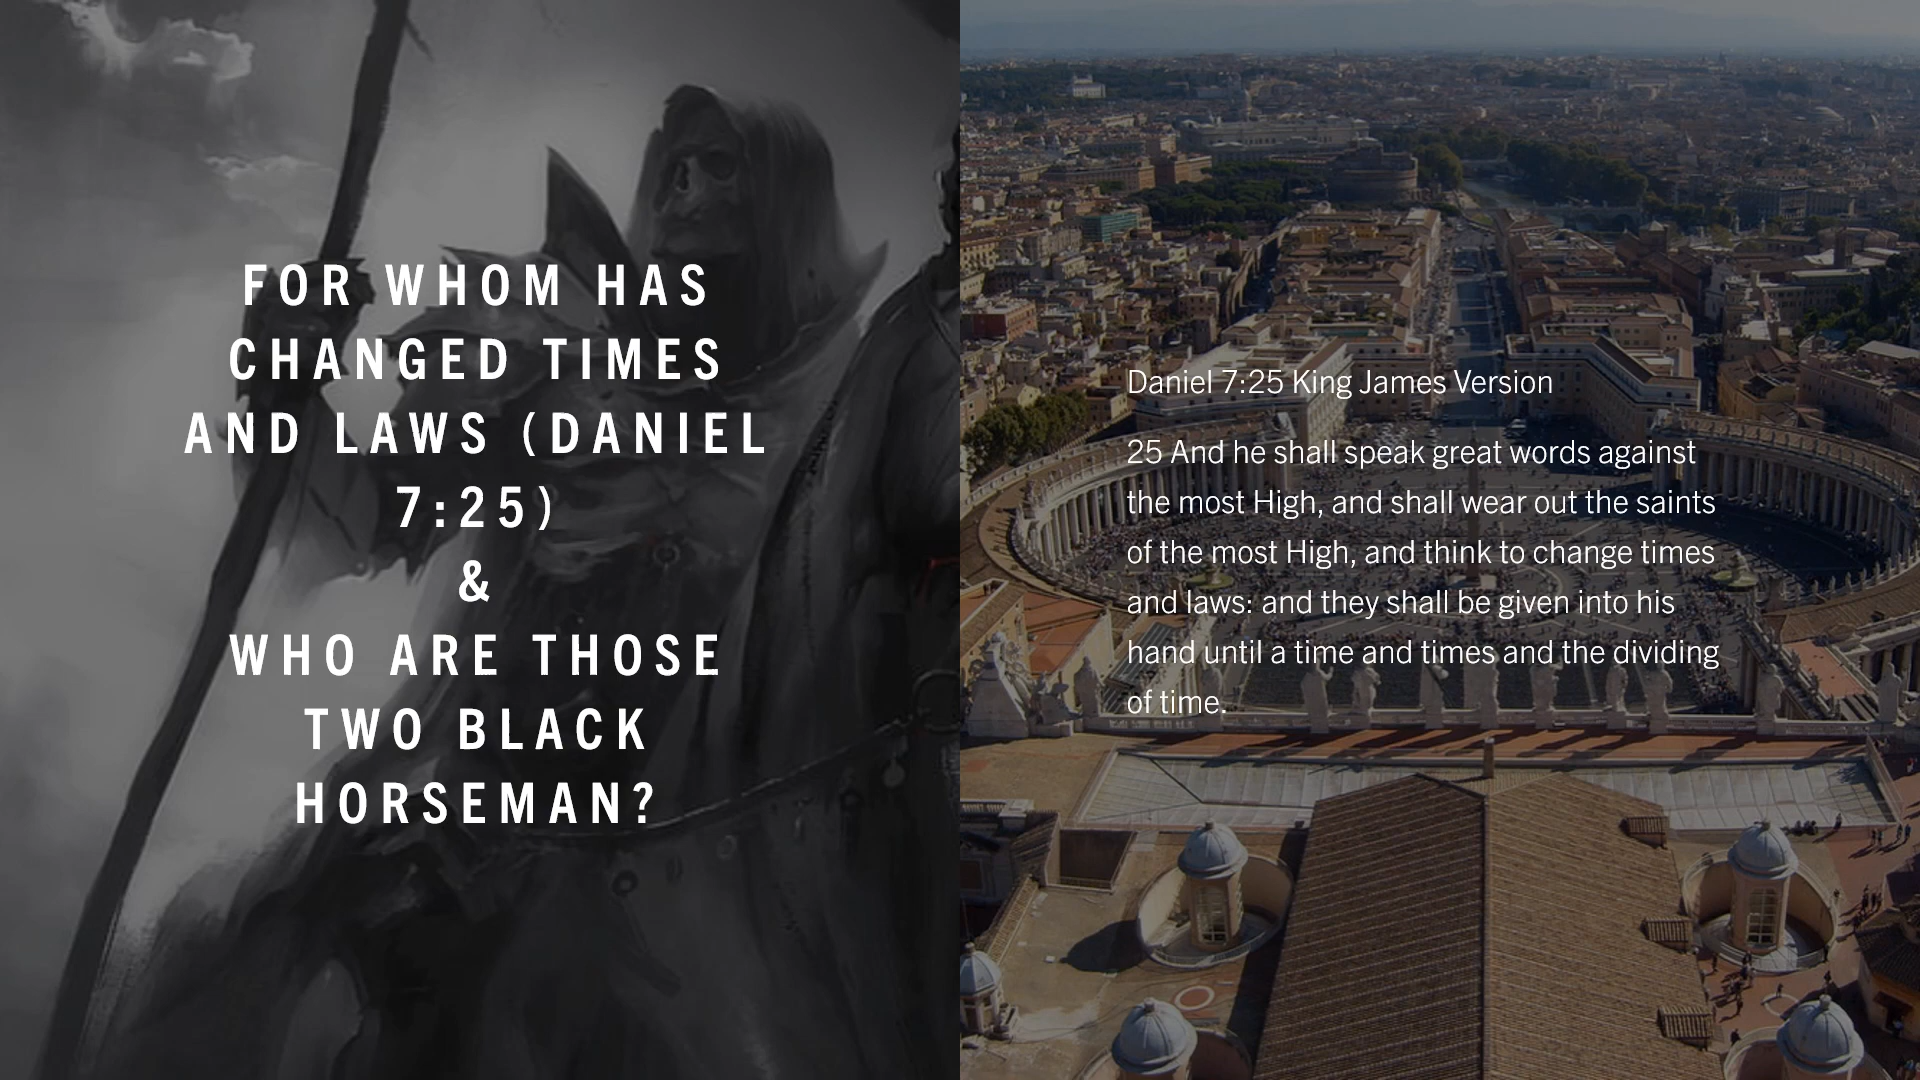 FOR WHOM HAS
CHANGED TIMES
AND LAWS (DANIEL
7:25)
&
WHO ARE THOSE
TWO BLACK
HORSEMAN?
Daniel 7:25 King James Version
25 And he shall speak great words against
the most High, and shall wear out the saints
of the most High, and think to change times
and laws: and they shall be given into his
hand until a time and times and the dividing
of time.